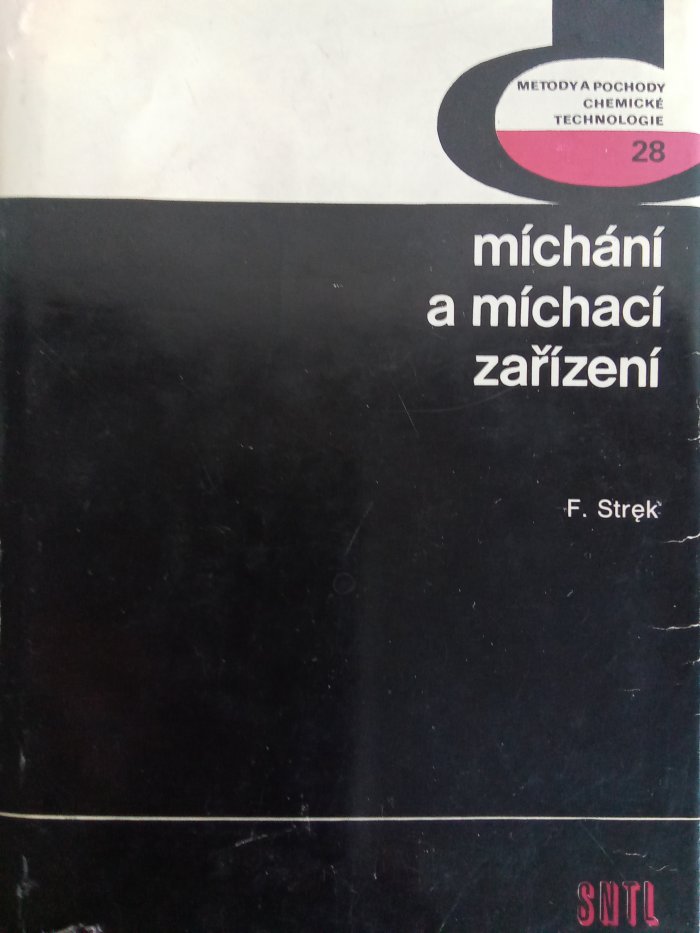 METODY A POCHODY
CHEMICKÉ
TECHNOLOGIE
28
míchání
a míchací
zařízení
F. Stręk
SNTL